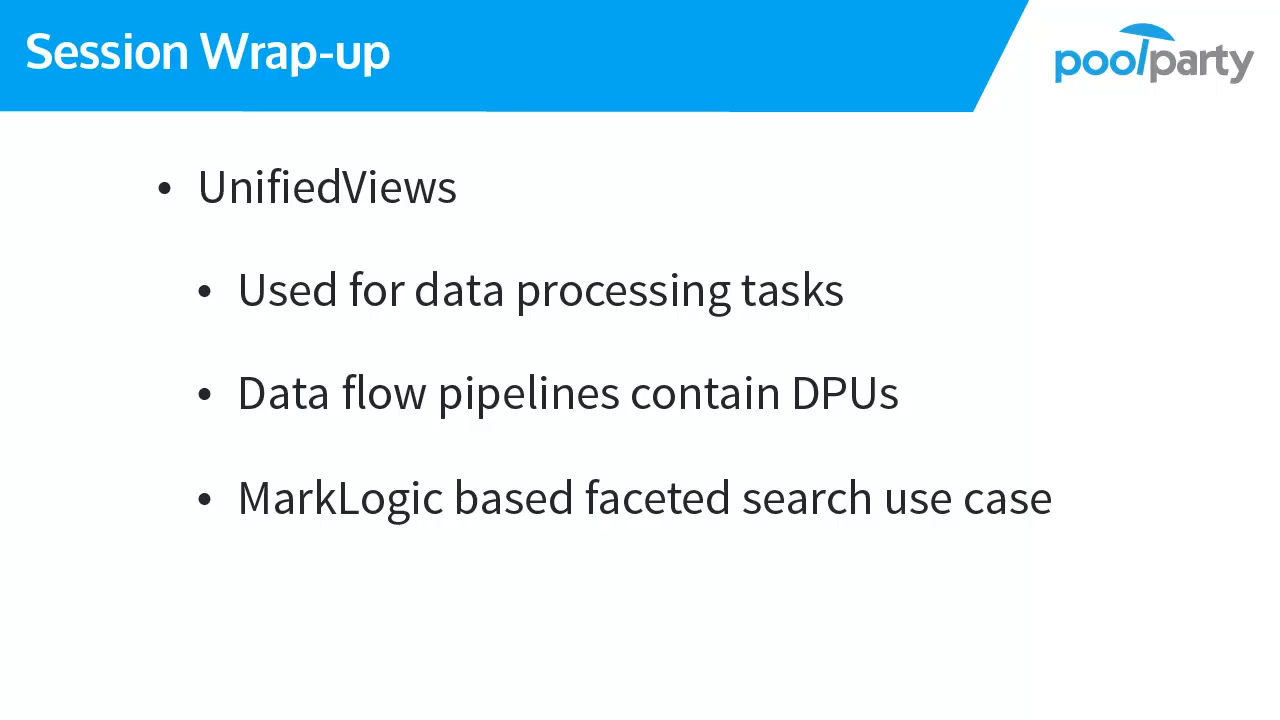 Session Wrap-up
poolparty
• UnifiedViews
• Used for data processing tasks
• Data flow pipelines contain DPUs
• MarkLogic based faceted search use case